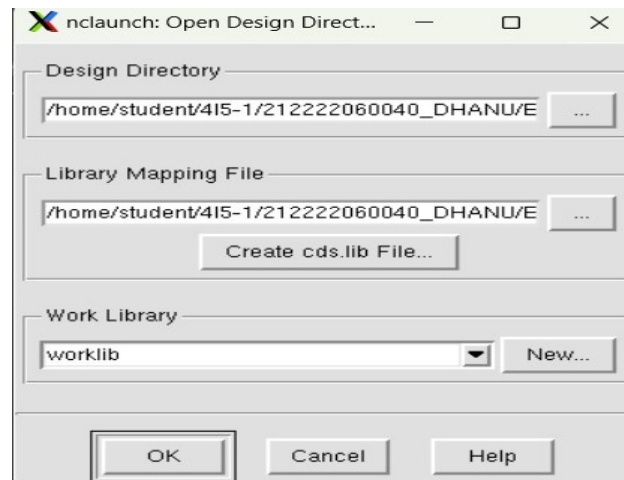 nclaunch: Open Design Direct...
Design Directory
/home/student/4I5-1/212222060040_DHANU/E
...
Library Mapping File
/home/student/4I5-1/212222060040_DHANU/E
...
Create cds.lib File...
Work Library
worklib
New...
OK Cancel Help